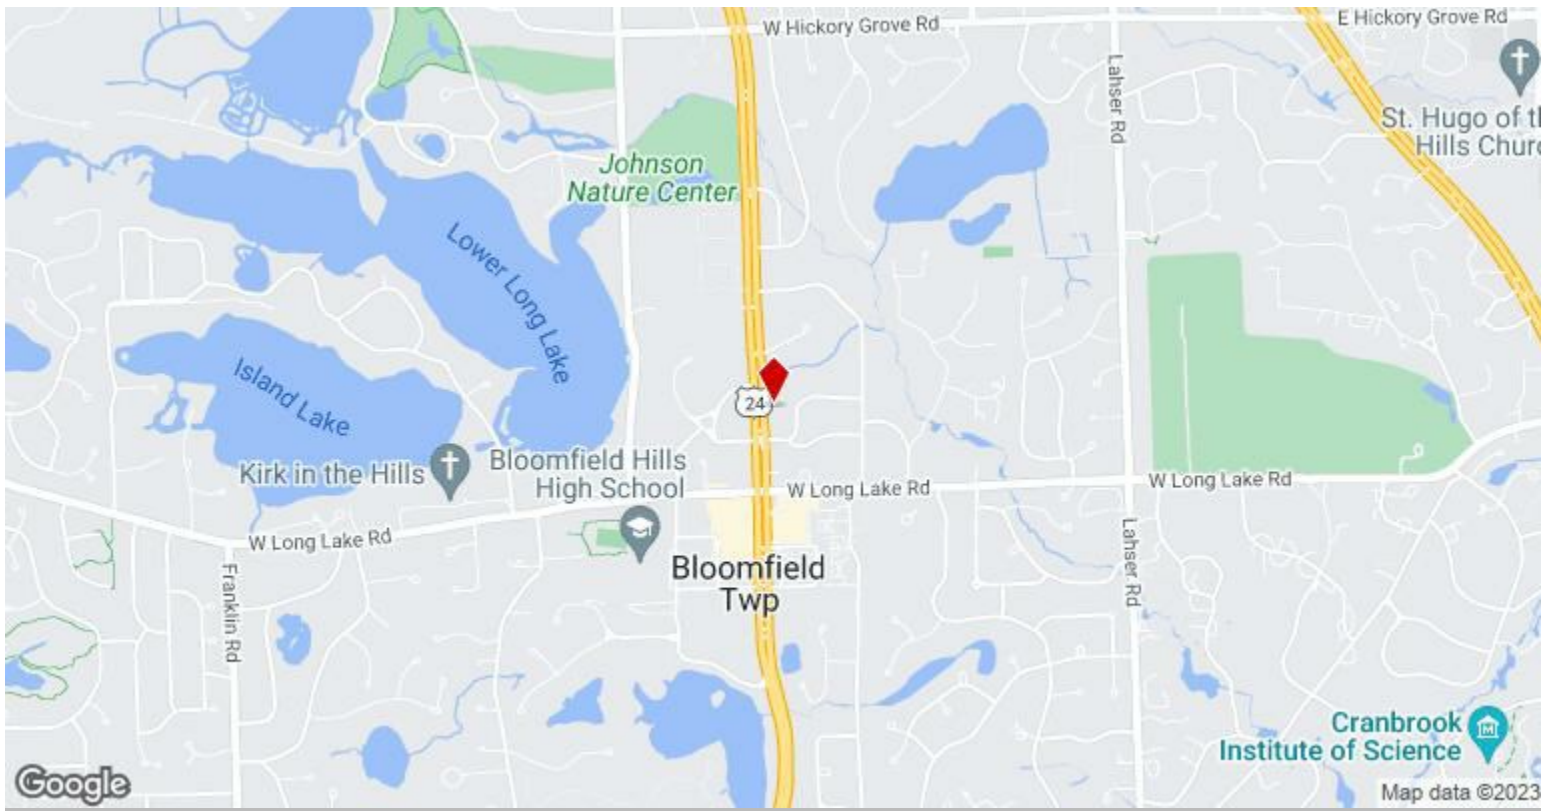 W Hickory Grove Rd
E Hickory Grove Rd
Lahser Rd
St. Hugo of th
Hills Churc
Johnson
Nature Center
Lower Long Lake
Island Lake
24
Kirk in the Hills
Bloomfield Hills
High School
W Long Lake Rd
W Long Lake Rd
W Long Lake Rd
Franklin Rd
Bloomfield
Twp
Lahser Rd
Cranbrook
Institute of Science
Google
Map data ©2023